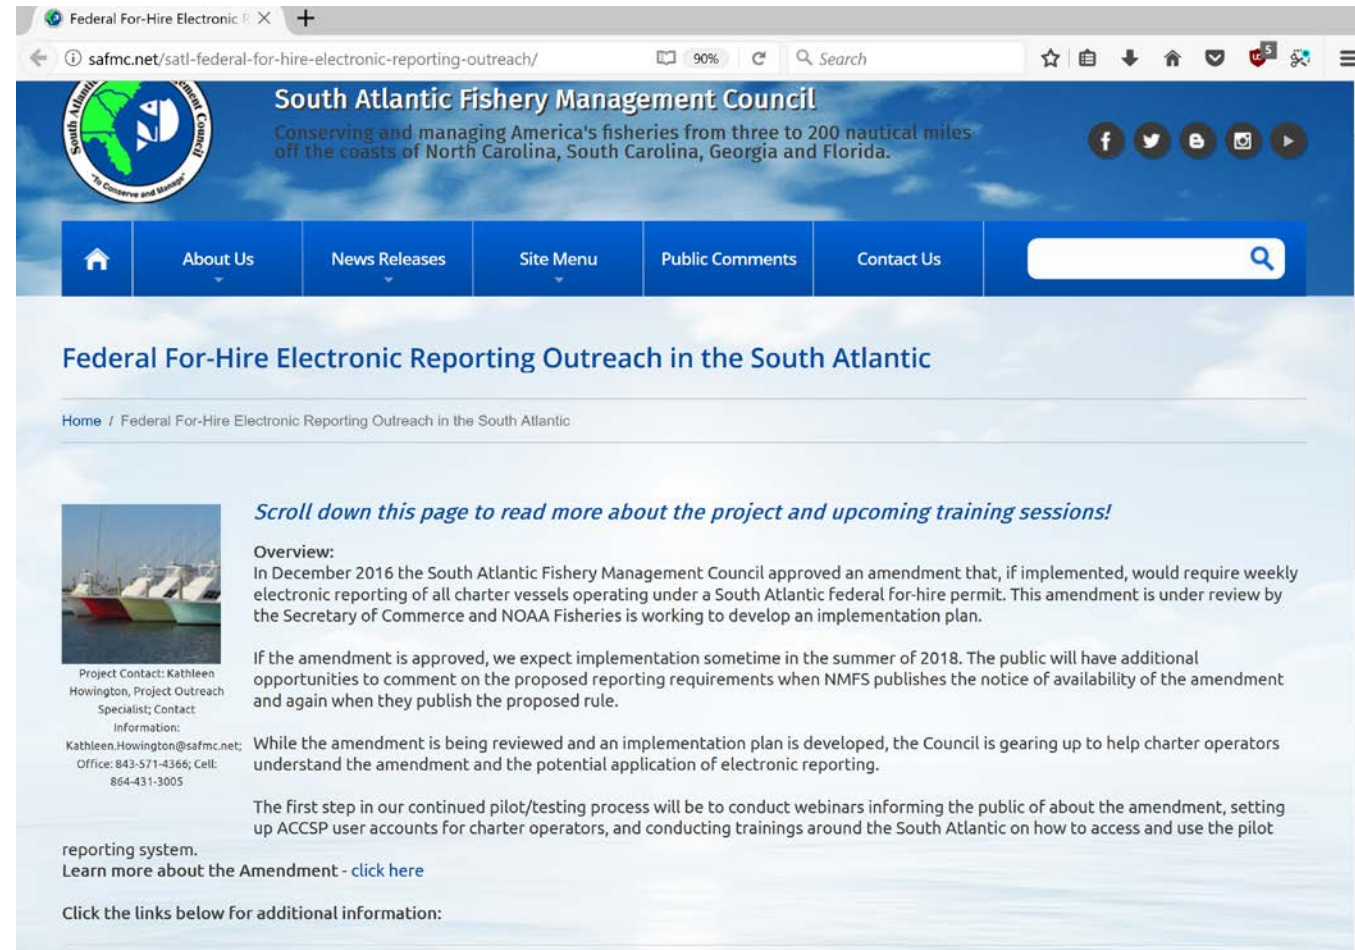 Federal For-Hire Electronic R
safmc.net/satl-federal-for-hire-electronic-reporting-outreach/
90%
Search
5
South Atlantic Fishery Management Council
Conserving and managing America's fisheries from three to 200 nautical miles
off the coasts of North Carolina, South Carolina, Georgia and Florida.
"To Conserve and Manage"
About Us
News Releases
Site Menu
Public Comments
Contact Us
Federal For-Hire Electronic Reporting Outreach in the South Atlantic
Home / Federal For-Hire Electronic Reporting Outreach in the South Atlantic
Scroll down this page to read more about the project and upcoming training sessions!
Project Contact: Kathleen
Howington, Project Outreach
Specialist; Contact
Information:
Kathleen.Howington@safmc.net;
Office: 843-571-4366; Cell:
864-431-3005
Overview:
In December 2016 the South Atlantic Fishery Management Council approved an amendment that, if implemented, would require weekly
electronic reporting of all charter vessels operating under a South Atlantic federal for-hire permit. This amendment is under review by
the Secretary of Commerce and NOAA Fisheries is working to develop an implementation plan.
If the amendment is approved, we expect implementation sometime in the summer of 2018. The public will have additional
opportunities to comment on the proposed reporting requirements when NMFS publishes the notice of availability of the amendment
and again when they publish the proposed rule.
While the amendment is being reviewed and an implementation plan is developed, the Council is gearing up to help charter operators
understand the amendment and the potential application of electronic reporting.
The first step in our continued pilot/testing process will be to conduct webinars informing the public of about the amendment, setting
up ACCSP user accounts for charter operators, and conducting trainings around the South Atlantic on how to access and use the pilot
reporting system.
Learn more about the Amendment - click here
Click the links below for additional information: